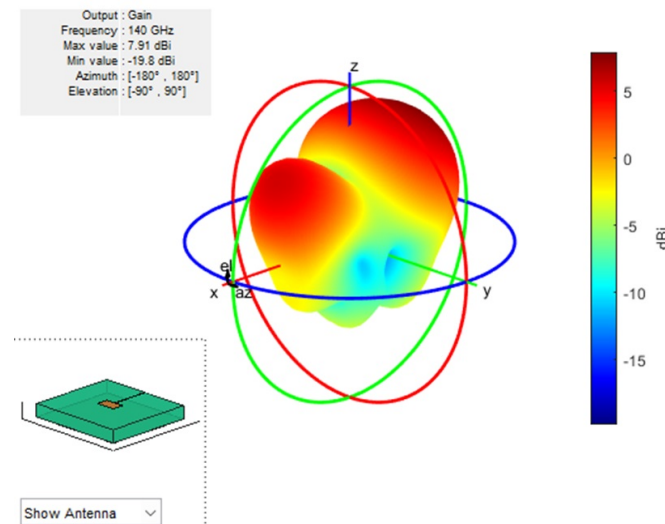 Output : Gain
Frequency : 140 GHz
Max value : 7.91 dBi
Min value : -19.8 dBi
Azimuth : [-180° , 180°]
Elevation : [-90° , 90°]
z
el
x
az
y
5
0
-5
-10
-15
dBi
Show Antenna